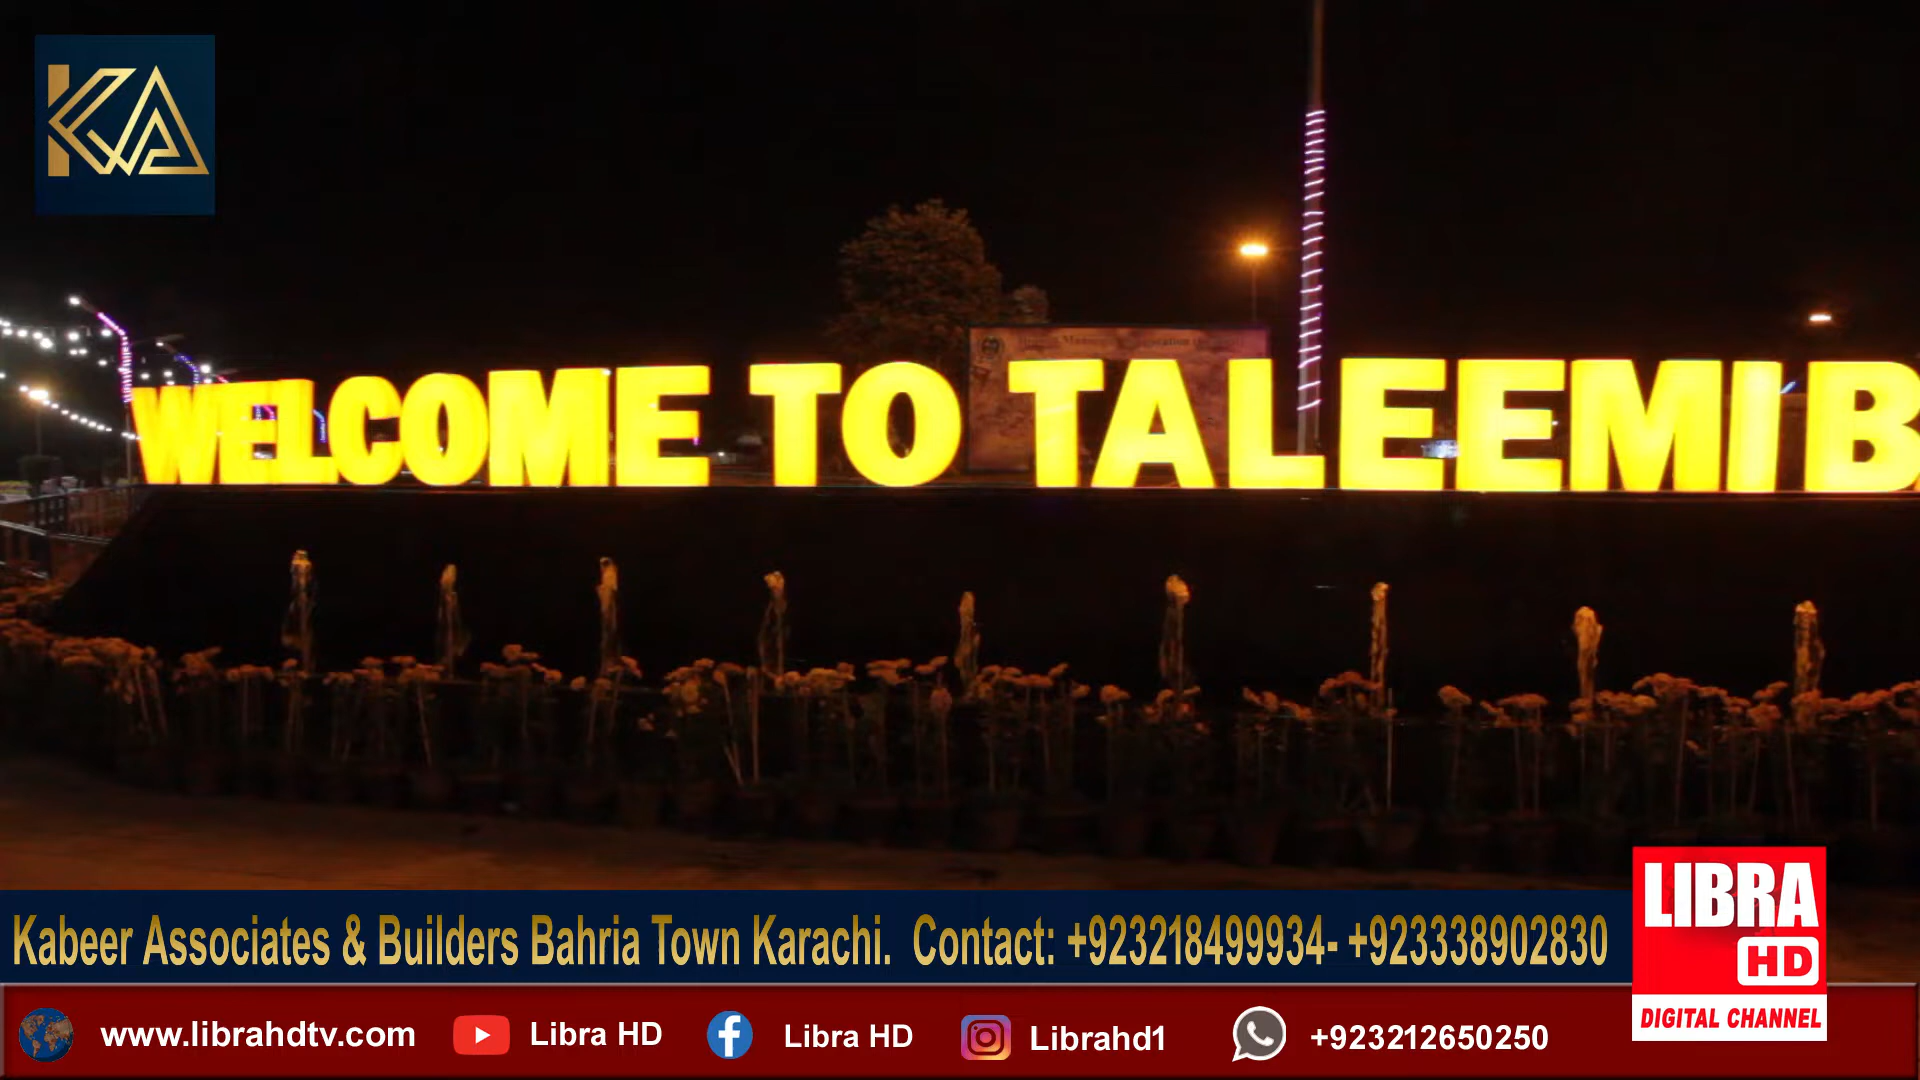 KA
WELCOME TO TALEEMI B
Kabeer Associates & Builders Bahria Town Karachi. Contact: +923218499934- +923338902830
LIBRA
HD
DIGITAL CHANNEL
www.librahdtv.com
Libra HD
Libra HD
Librahd1
+923212650250